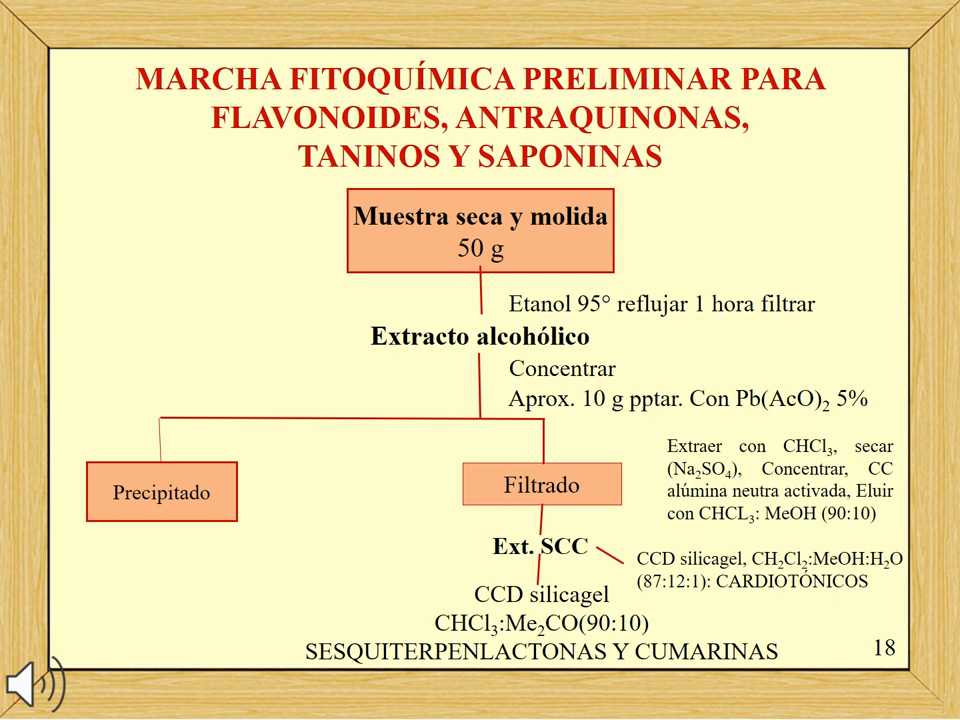 MARCHA FITOQUÍMICA PRELIMINAR PARA
FLAVONOIDES, ANTRAQUINONAS,
TANINOS Y SAPONINAS
Muestra seca y molida
50 g
Etanol 95° reflujar 1 hora filtrar
Extracto alcohólico
Concentrar
Aprox. 10 g pptar. Con Pb(AcO)₂ 5%
Precipitado
Filtrado
Extraer con CHCl₃, secar
(Na₂SO₄), Concentrar, CC
alúmina neutra activada, Eluir
con CHCL₃: MeOH (90:10)
Ext. SCC
CCD silicagel, CH₂Cl₂:MeOH:H₂O
(87:12:1): CARDIOTÓNICOS
CCD silicagel
CHCl₃:Me₂CO(90:10)
SESQUITERPENLACTONAS Y CUMARINAS
18